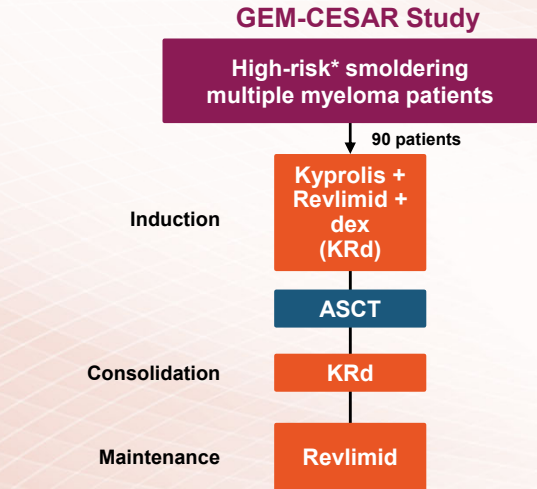 GEM-CESAR Study
High-risk* smoldering
multiple myeloma patients
90 patients
Induction
Kyprolis +
Revlimid +
dex
(KRd)
ASCT
Consolidation
KRd
Maintenance
Revlimid